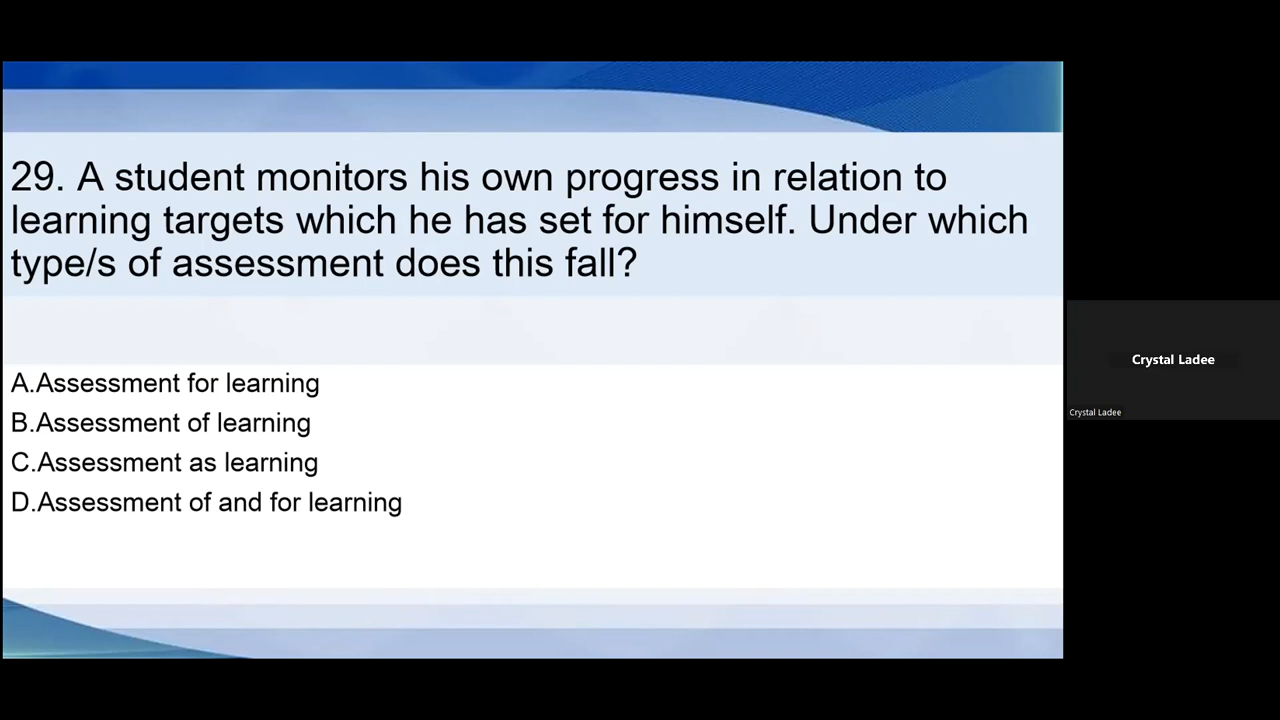 29. A student monitors his own progress in relation to
learning targets which he has set for himself. Under which
type/s of assessment does this fall?
A.Assessment for learning
B.Assessment of learning
C.Assessment as learning
D.Assessment of and for learning
Crystal Ladee
Crystal Ladee